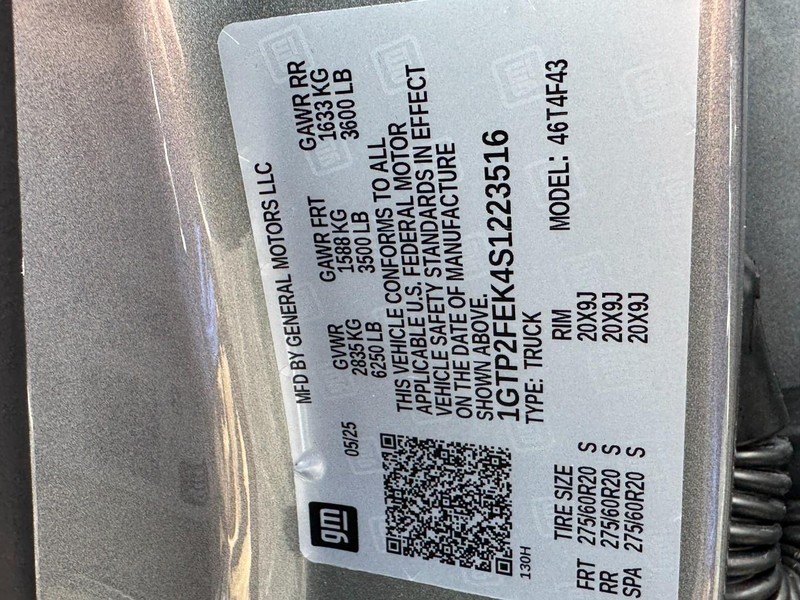 gm
MFD BY GENERAL MOTORS LLC
05/25
GVWR GAWR FRT GAWR RR
2835 KG 1588 KG 1633 KG
6250 LB 3500 LB 3600 LB
THIS VEHICLE CONFORMS TO ALL
APPLICABLE U.S. FEDERAL MOTOR
VEHICLE SAFETY STANDARDS IN EFFECT
ON THE DATE OF MANUFACTURE
SHOWN ABOVE.
1GTP2FEK4S1223516
130H
TYPE: TRUCK MODEL: 46T4F43
TIRE SIZE RIM
FRT 275/60R20 S 20X9J
RR 275/60R20 S 20X9J
SPA 275/60R20 S 20X9J